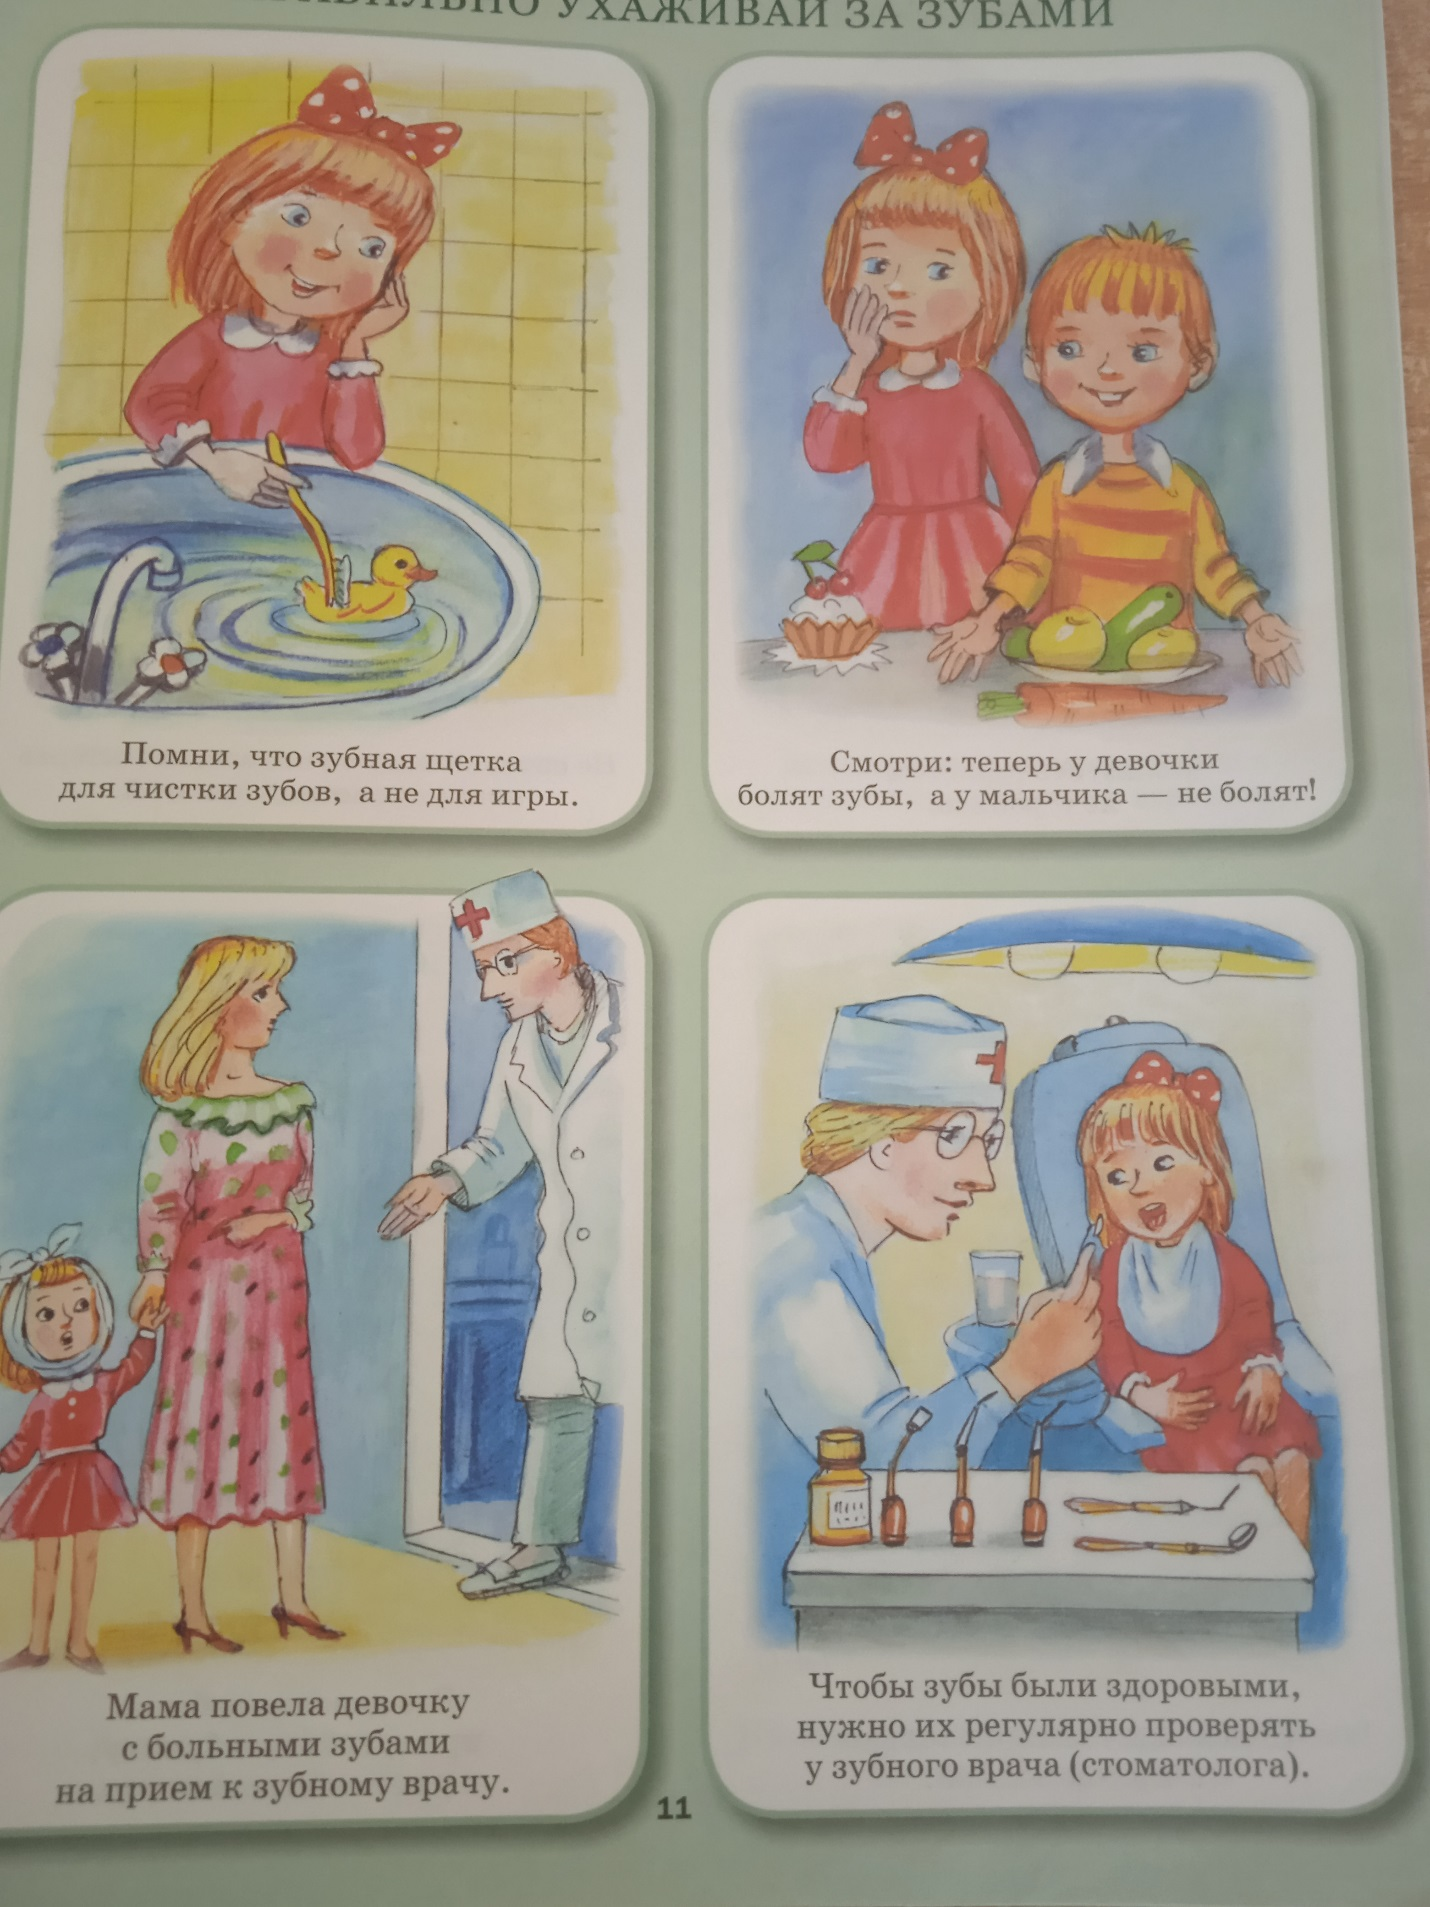 УХАЖИВАЙ ЗА ЗУБАМИ
Помни, что зубная щетка
для чистки зубов, а не для игры.
Смотри: теперь у девочки
болят зубы, а у мальчика — не болят!
Мама повела девочку
с больными зубами
на прием к зубному врачу.
Чтобы зубы были здоровыми,
нужно их регулярно проверять
у зубного врача (стоматолога).
11